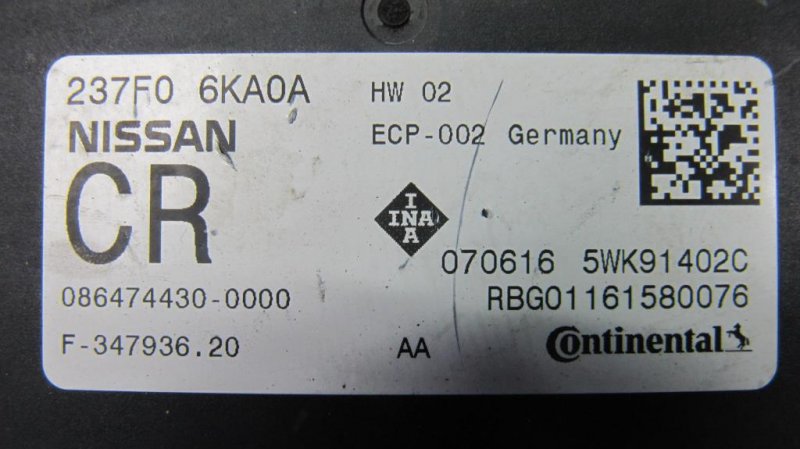 237F0 6KA0A HW 02
NISSAN ECP-002 Germany
CR
INA
INA
070616 5WK91402C
086474430-0000 RBG01161580076
F-347936.20 AA Continental